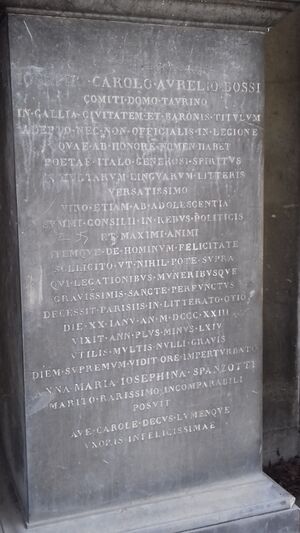 IOSEPHO · CAROLO · AVRELIO BOSSI
COMITI · DOMO · TAVRINO
IN · GALLIA · CIVITATEM · ET · BARONIS · TITVLVM
ADEPTO · NEC · NON · OFFICIALIS · IN · LEGIONE
QVAE · AB · HONORE · NOMEN · HABET
POETAE · ITALO · GENEROSI · SPIRITVS
MVLTARVM · LINGVARVM · LITTERIS
VERSATISSIMO
VIRO · ETIAM · AB · ADOLESCENTIA
SVMMI · CONSILII · IN · REBVS · POLITICIS
ET · MAXIMI · ANIMI
ITEMQVE · DE · HOMINVM · FELICITATE
SOLLICITO · VT · NIHIL · POTE · SVPRA
QVI · LEGATIONIBVS · MVNERIBVSQVE
GRAVISSIMIS · SANCTE · PERFVNCTVS
DECESSIT · PARISIIS · IN · LITTERATO · OTIO
DIE · XX · IANV · AN · M · DCCC · XXIII
VIXIT · ANN · PLVS · MINVS · LXIV
VTILIS · MVLTIS · NVLLI · GRAVIS
DIEM · SVPREMVM · VIDIT · ORE · IMPERTVRBATO
MARIA · IOSEPHINA · SPANZOTTI
MARITO · RARISSIMO · INCOMPARABILI
POSVIT
AVE · CAROLE · DECVS · LVMENQVE
VXORIS · INFELICISSIMAE